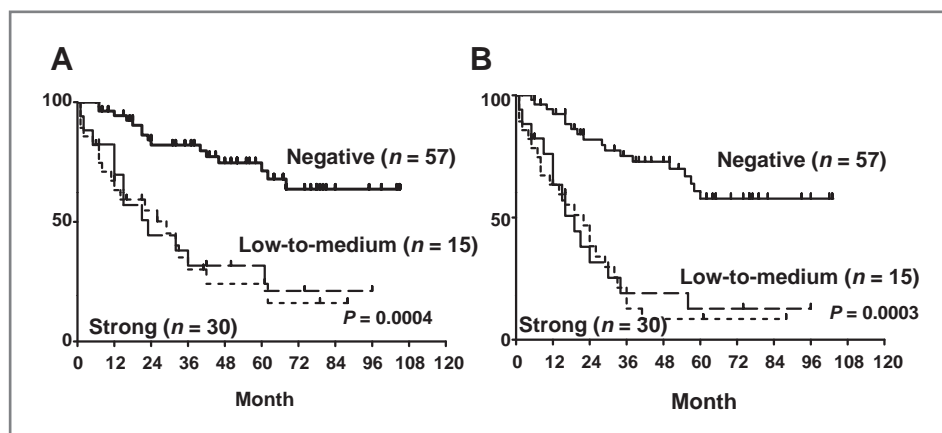 A
100
50
0
Negative (n = 57)
Low-to-medium (n = 15)
P = 0.0004
Strong (n = 30)
0 12 24 36 48 60 72 84 96 108 120
Month
B
100
50
0
Negative (n = 57)
Low-to-medium (n = 15)
P = 0.0003
Strong (n = 30)
0 12 24 36 48 60 72 84 96 108 120
Month